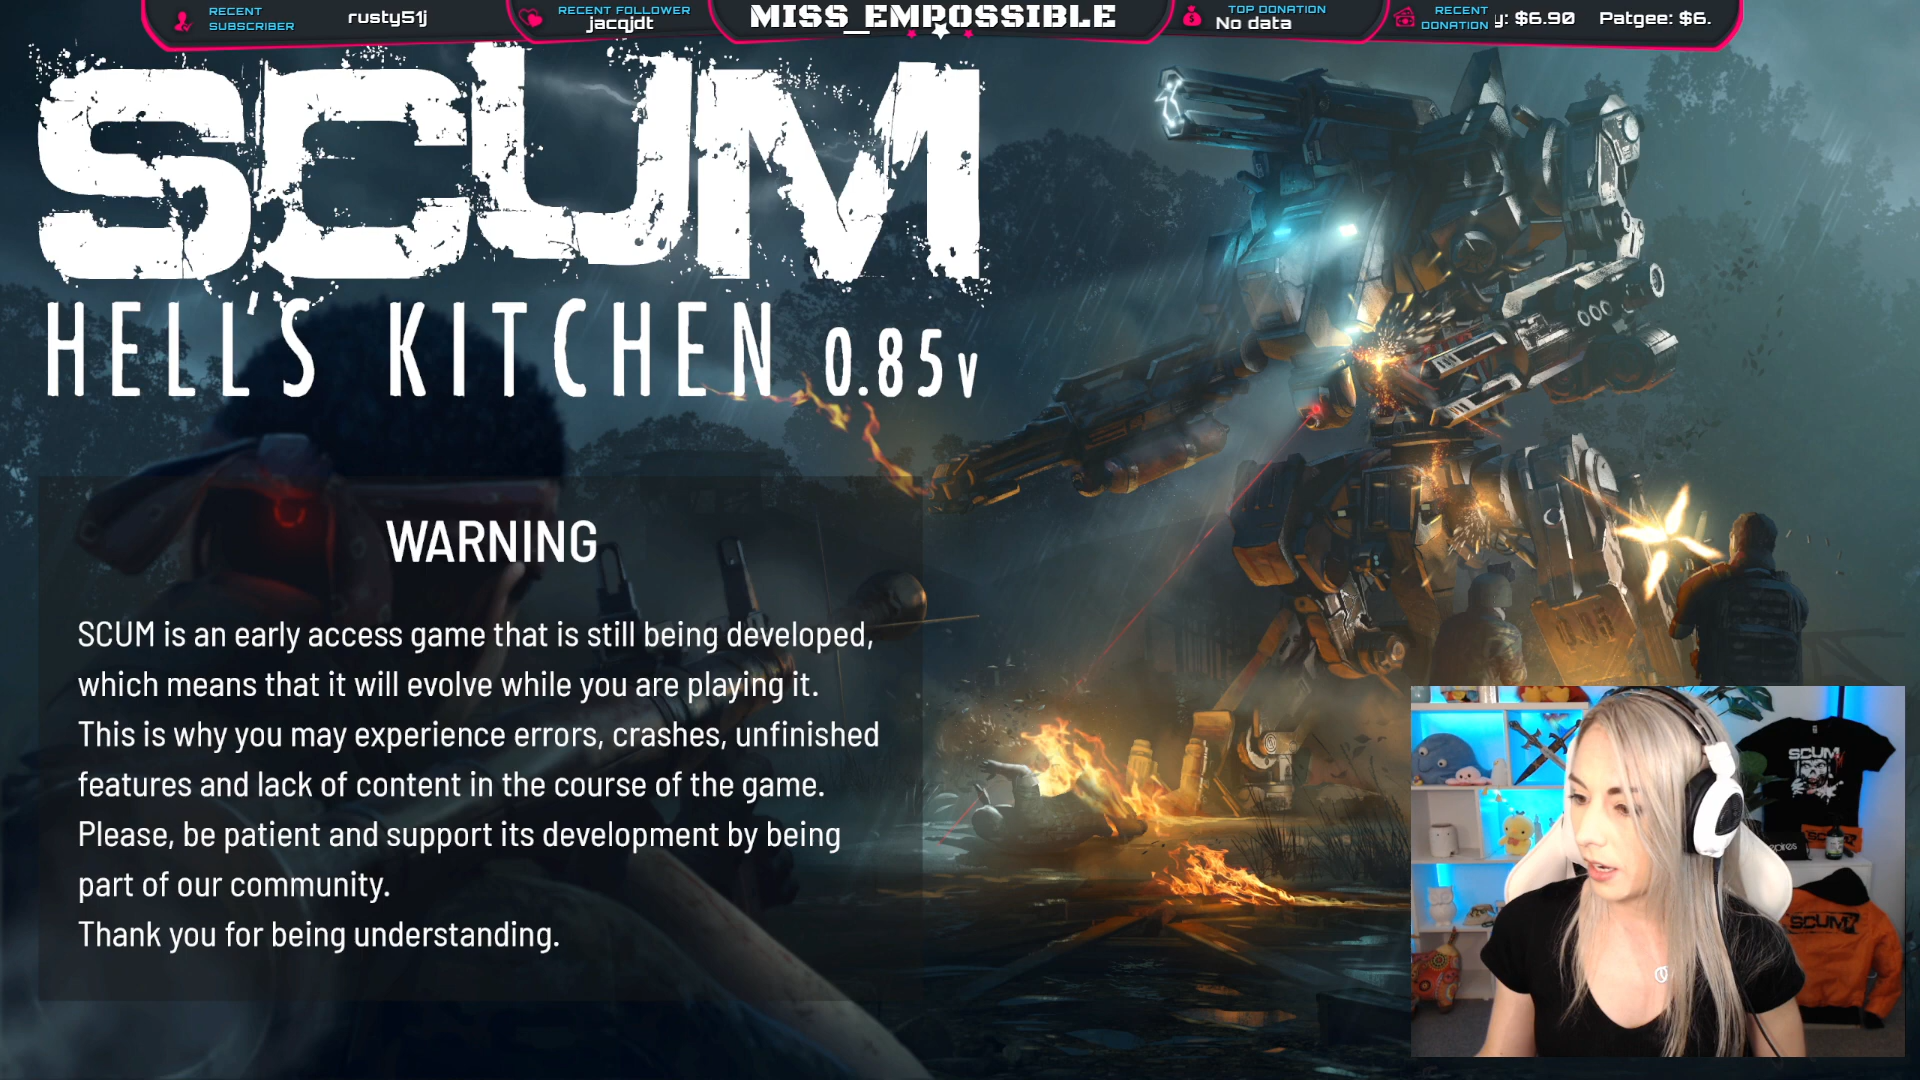 RECENT SUBSCRIBER rusty51j
RECENT FOLLOWER jacqjdt
MISS_EMPOSSIBLE
TOP DONATION No data
RECENT DONATION y: $6.90 Patgee: $6.
SCUM
HELL'S KITCHEN 0.85v
WARNING
SCUM is an early access game that is still being developed,
which means that it will evolve while you are playing it.
This is why you may experience errors, crashes, unfinished
features and lack of content in the course of the game.
Please, be patient and support its development by being
part of our community.
Thank you for being understanding.
SCUM
SCUM